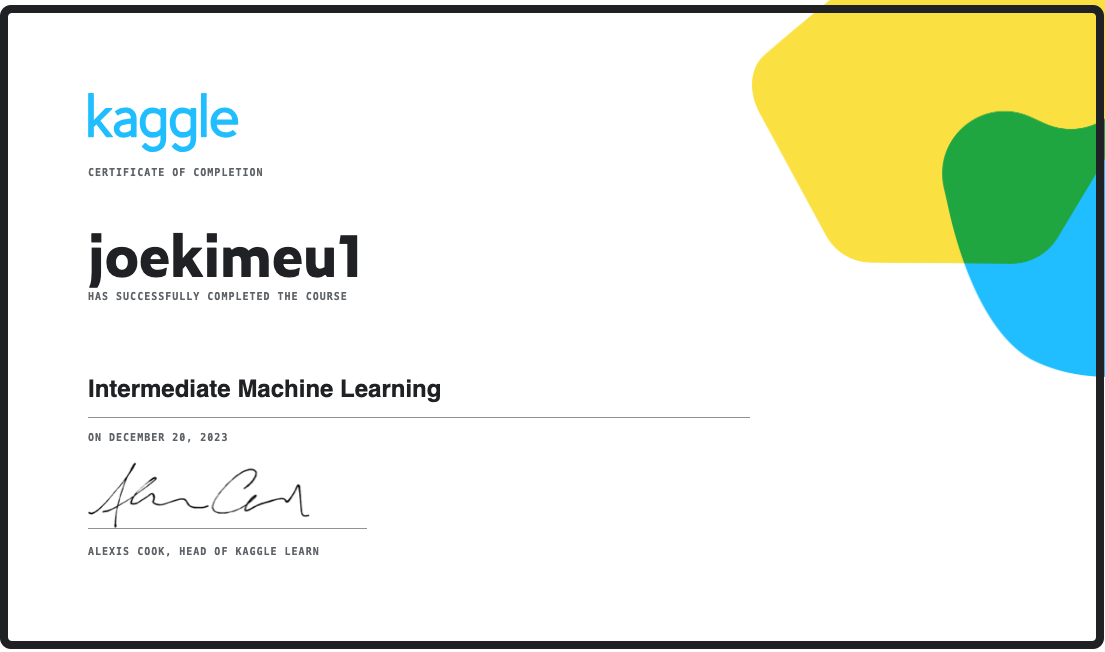 kaggle
CERTIFICATE OF COMPLETION
joekimeu1
HAS SUCCESSFULLY COMPLETED THE COURSE
Intermediate Machine Learning
ON DECEMBER 20, 2023
Alexis Cook
ALEXIS COOK, HEAD OF KAGGLE LEARN